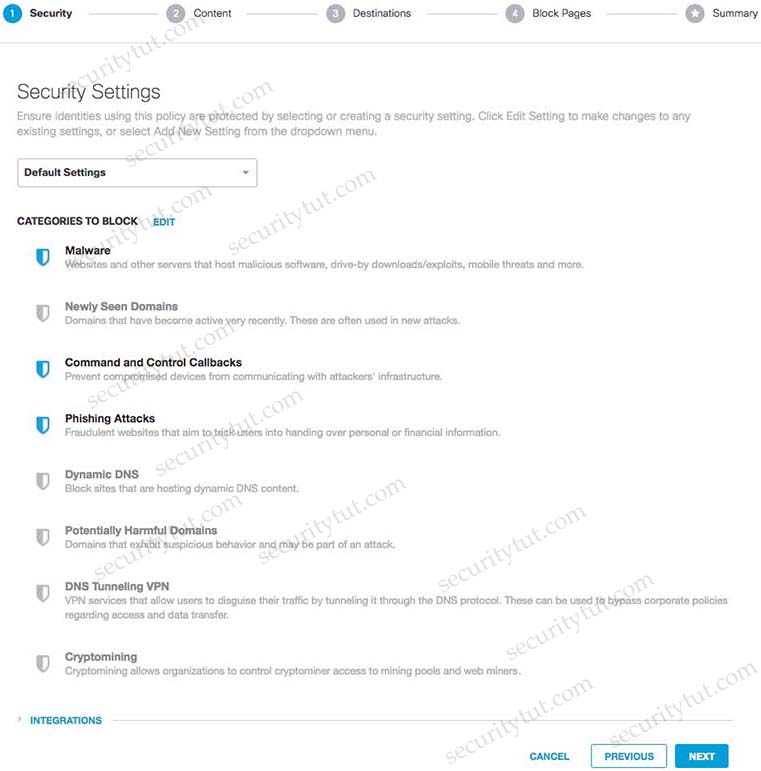 1 Security 2 Content 3 Destinations 4 Block Pages Summary
Security Settings
Ensure identities using this policy are protected by selecting or creating a security setting. Click Edit Setting to make changes to any
existing settings, or select Add New Setting from the dropdown menu.
Default Settings
CATEGORIES TO BLOCK EDIT
Malware
Websites and other servers that host malicious software, drive-by downloads/exploits, mobile threats and more.
Newly Seen Domains
Domains that have become active very recently. These are often used in new attacks.
Command and Control Callbacks
Prevent compromised devices from communicating with attackers' infrastructure.
Phishing Attacks
Fraudulent websites that aim to trick users into handing over personal or financial information.
Dynamic DNS
Block sites that are hosting dynamic DNS content.
Potentially Harmful Domains
Domains that exhibit suspicious behavior and may be part of an attack.
DNS Tunneling VPN
VPN services that allow users to disguise their traffic by tunneling it through the DNS protocol. These can be used to bypass corporate policies
regarding access and data transfer.
Cryptomining
Cryptomining allows organizations to control cryptominer access to mining pools and web miners.
INTEGRATIONS
CANCEL PREVIOUS NEXT
securitytut.com
securitytut.com
securitytut.com
securitytut.com
securitytut.com
securitytut.com
securitytut.com
securitytut.com
securitytut.com
securitytut.com
securitytut.com
securitytut.com